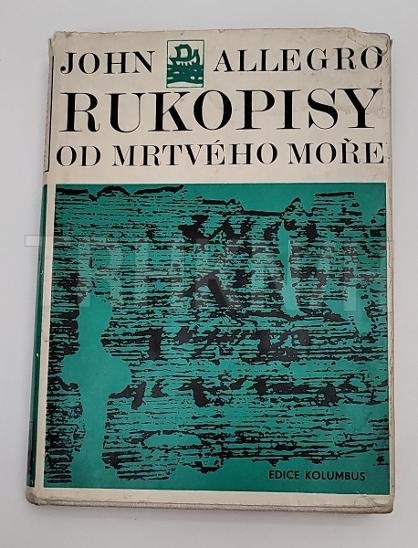 JOHN ALLEGRO
RUKOPISY
OD MRTVÉHO MOŘE
EDICE KOLUMBUS